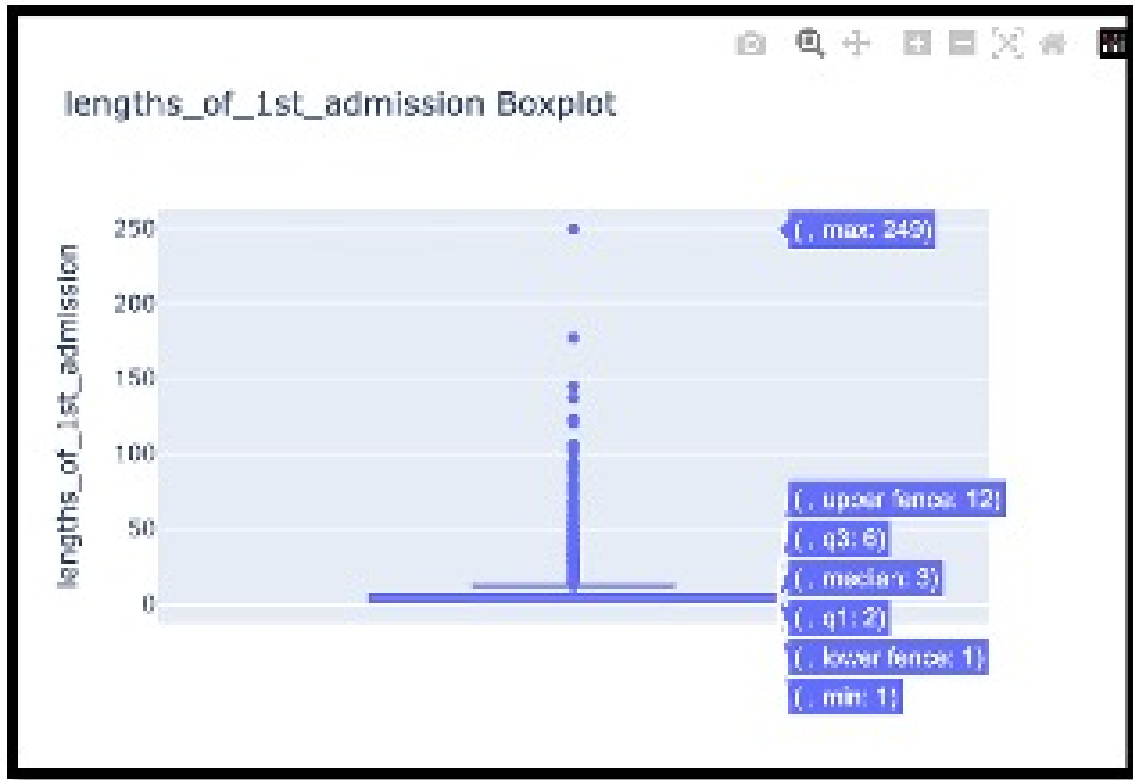 lengths_of_1st_admission Boxplot
lengths_of_1st_admission
250
200
150
100
50
0
( , max: 249)
( , upper fence: 12)
( , q3: 6)
( , median: 3)
( , q1: 2)
( , lower fence: 1)
( , min: 1)